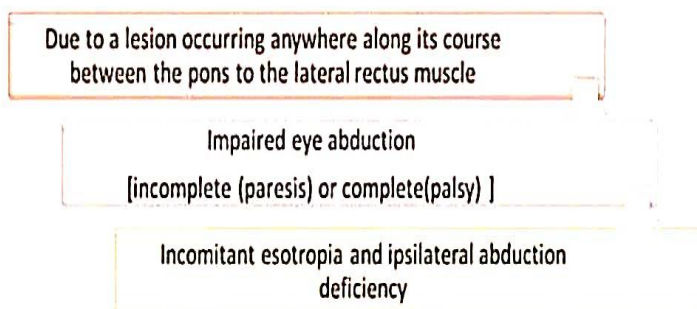 Due to a lesion occurring anywhere along its course
between the pons to the lateral rectus muscle
Impaired eye abduction
[incomplete (paresis) or complete(palsy) ]
Incomitant esotropia and ipsilateral abduction
deficiency